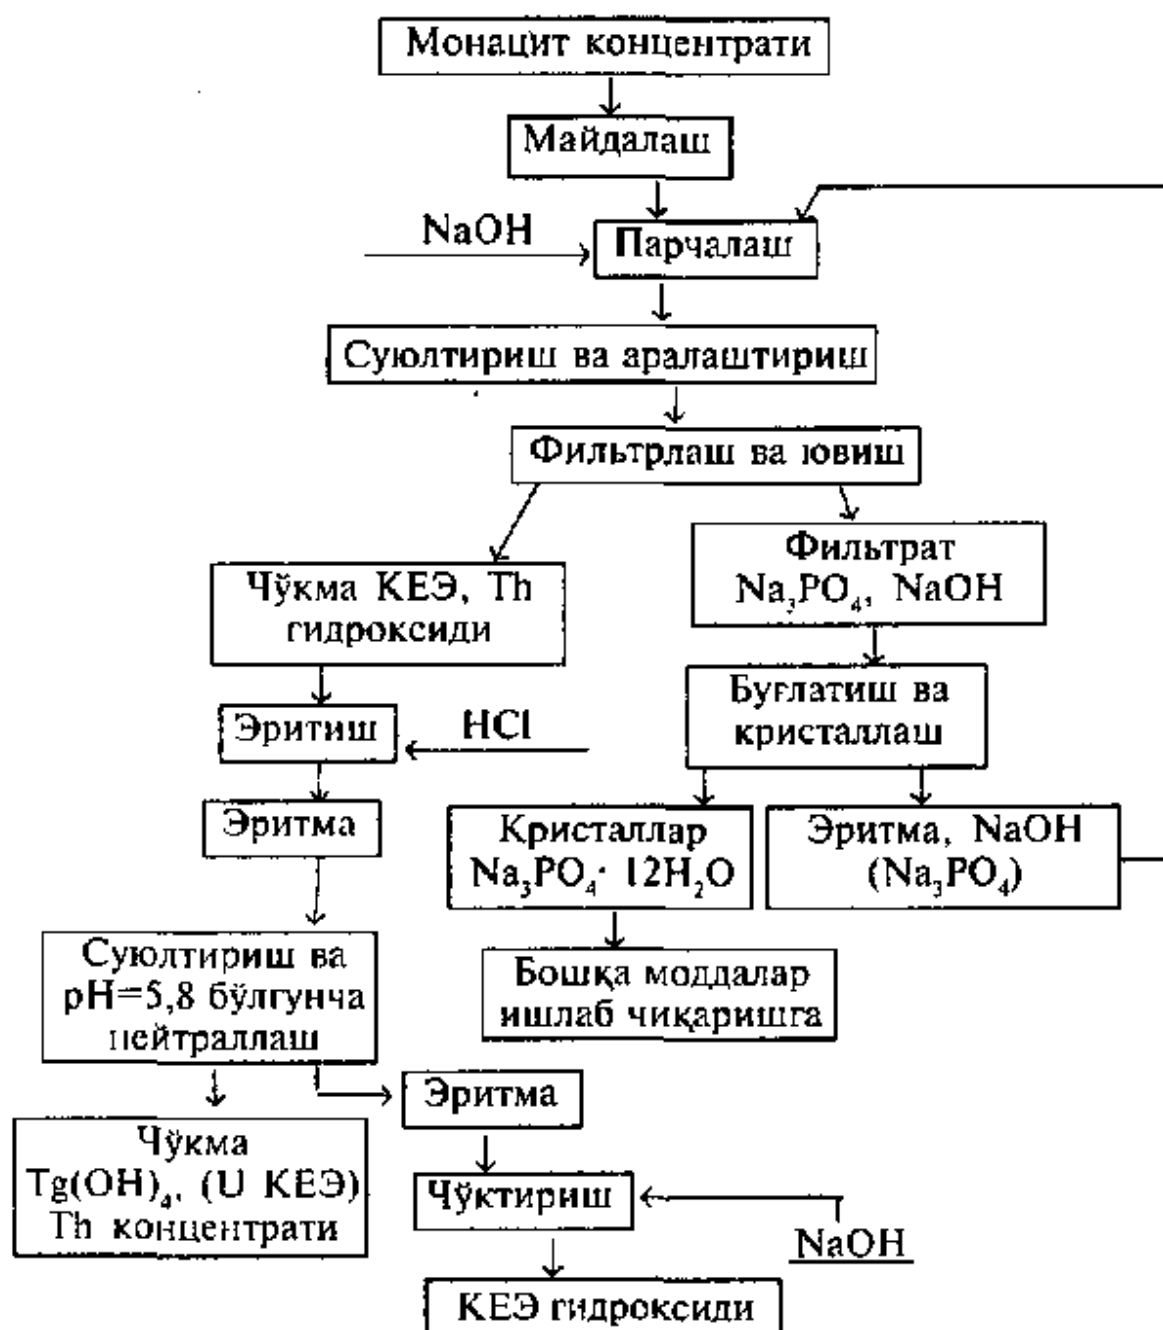 Монацит концентрати
Майдалаш
NaOH
Парчалаш
Суюлтириш ва аралаштириш
Фильтрлаш ва ювиш
Чўкма КЕЭ, Th
гидроксиди
Фильтрат
Na₃PO₄, NaOH
Эритиш
HCl
Буғлатиш ва
кристаллаш
Эритма
Кристаллар
Na₃PO₄· 12H₂O
Эритма, NaOH
(Na₃PO₄)
Суюлтириш ва
pH=5,8 бўлгунча
нейтраллаш
Бошқа моддалар
ишлаб чиқаришга
Эритма
Чўкма
Tg(OH)₄, (U КЕЭ)
Th концентрати
Чўктириш
NaOH
КЕЭ гидроксиди